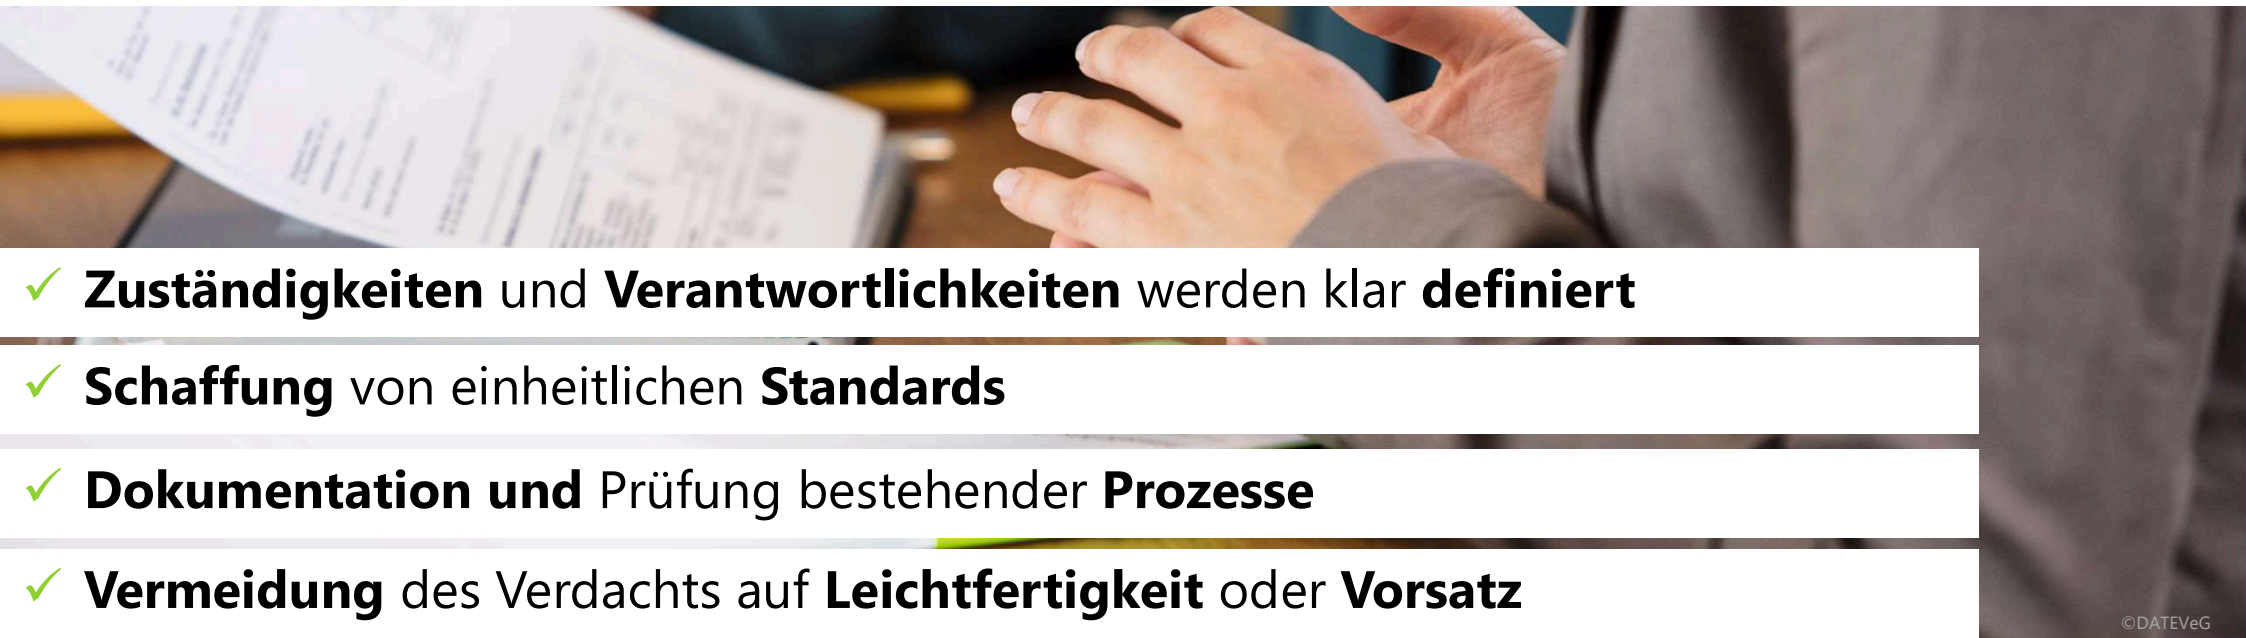 ✓ Zuständigkeiten und Verantwortlichkeiten werden klar definiert
✓ Schaffung von einheitlichen Standards
✓ Dokumentation und Prüfung bestehender Prozesse
✓ Vermeidung des Verdachts auf Leichtfertigkeit oder Vorsatz
©DATEVeG